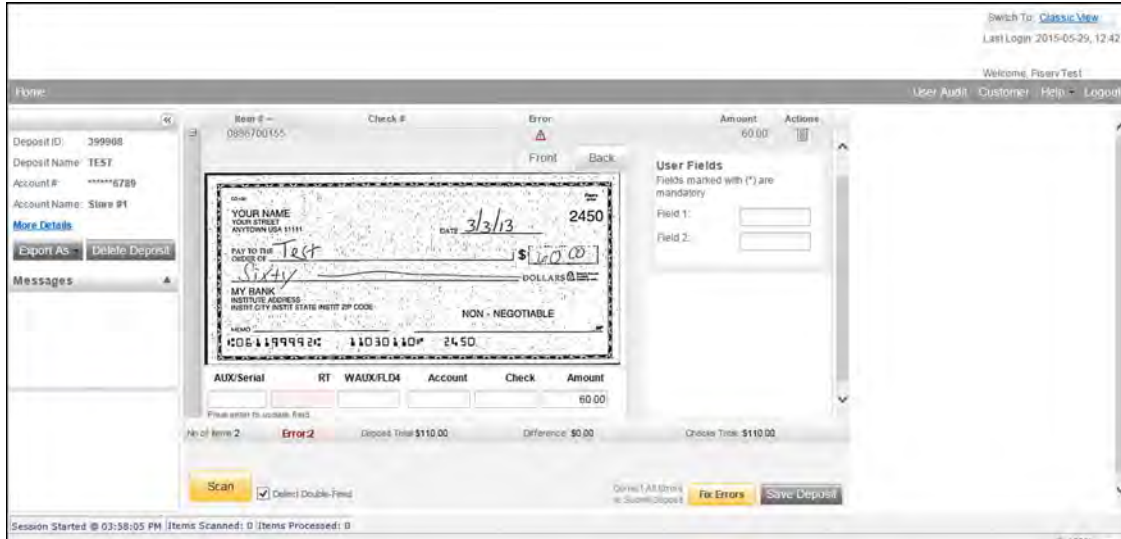 Switch To: Classic View
Last Login: 2015-05-29, 12:42
Welcome, Fiserv Test
Home
User Audit Customer Help Logout
Item # Check # Error Amount Actions
0896700155 60.00
Deposit ID: 399968
Deposit Name: TEST
Account #: ******6789
Account Name: Store #1
More Details
Export As Delete Deposit
Messages
Front Back
YOUR NAME
YOUR STREET
ANYTOWN USA 11111
2450
DATE 3/3/13
PAY TO THE
ORDER OF Test $ 60 00
Sixty DOLLARS
MY BANK
INSTITUTE ADDRESS
INSTIT CITY INSTIT STATE INSTIT ZIP CODE
NON - NEGOTIABLE
MEMO
⑆061199992⑆ 11030110⑈ 2450
User Fields
Fields marked with (*) are
mandatory
Field 1:
Field 2:
AUX/Serial RT WAUX/FLD4 Account Check Amount
60.00
Press enter to update field.
No of Items: 2 Error: 2 Deposit Total $110.00 Difference: $0.00 Checks Total: $110.00
Scan Detect Double-Feed
Correct All Errors
to Submit Deposit
Fix Errors Save Deposit
Session Started @ 03:58:05 PM Items Scanned: 0 Items Processed: 0